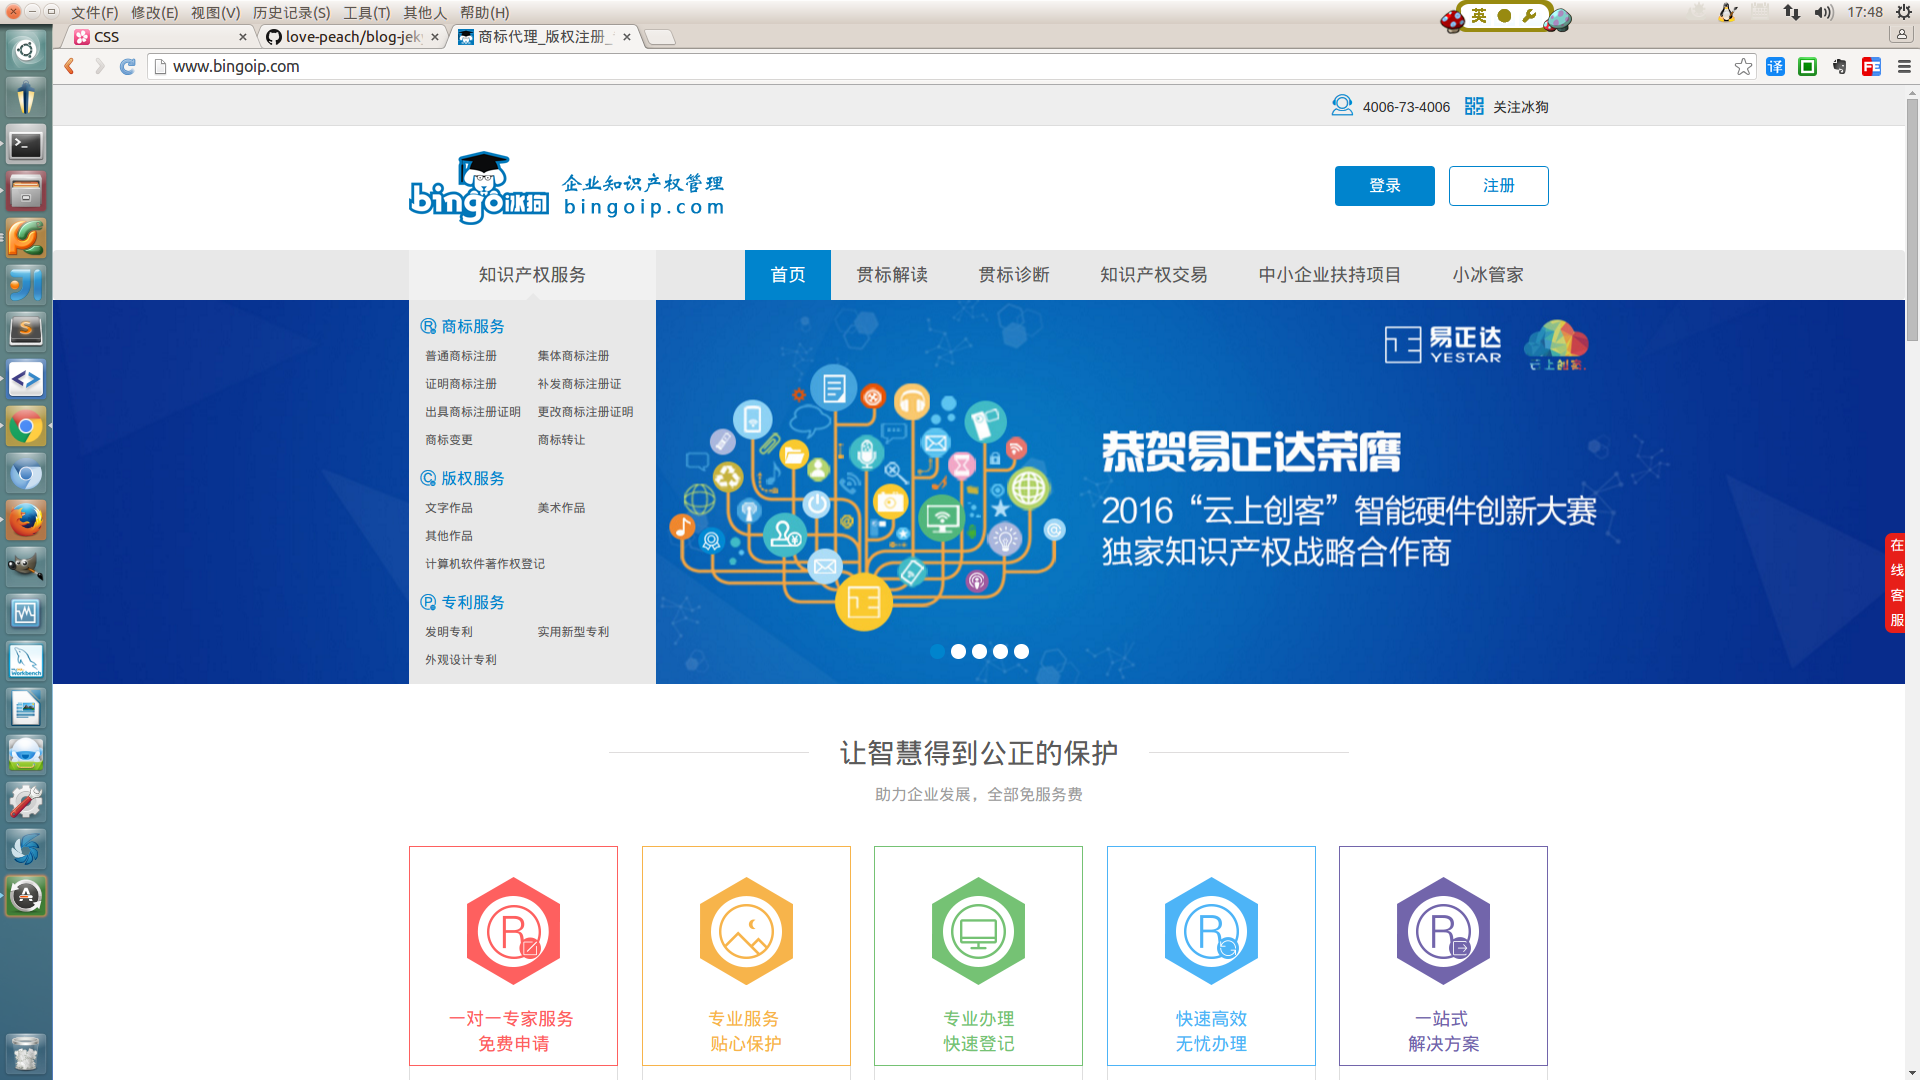 文件(F) 修改(E) 视图(V) 历史记录(S) 工具(T) 其他人 帮助(H)
英
17:48
CSS
love-peach/blog-jek
商标代理_版权注册_
www.bingoip.com
译
FE
4006-73-4006 关注冰狗
bingo冰狗
企业知识产权管理
bingoip.com
登录 注册
知识产权服务 首页 贯标解读 贯标诊断 知识产权交易 中小企业扶持项目 小冰管家
商标服务
普通商标注册 集体商标注册
证明商标注册 补发商标注册证
出具商标注册证明 更改商标注册证明
商标变更 商标转让
版权服务
文字作品 美术作品
其他作品
计算机软件著作权登记
专利服务
发明专利 实用新型专利
外观设计专利
易正达
YESTAR
云上创客
恭贺易正达荣膺
2016“云上创客”智能硬件创新大赛
独家知识产权战略合作商
在线客服
让智慧得到公正的保护
助力企业发展，全部免服务费
一对一专家服务
免费申请
专业服务
贴心保护
专业办理
快速登记
快速高效
无忧办理
一站式
解决方案